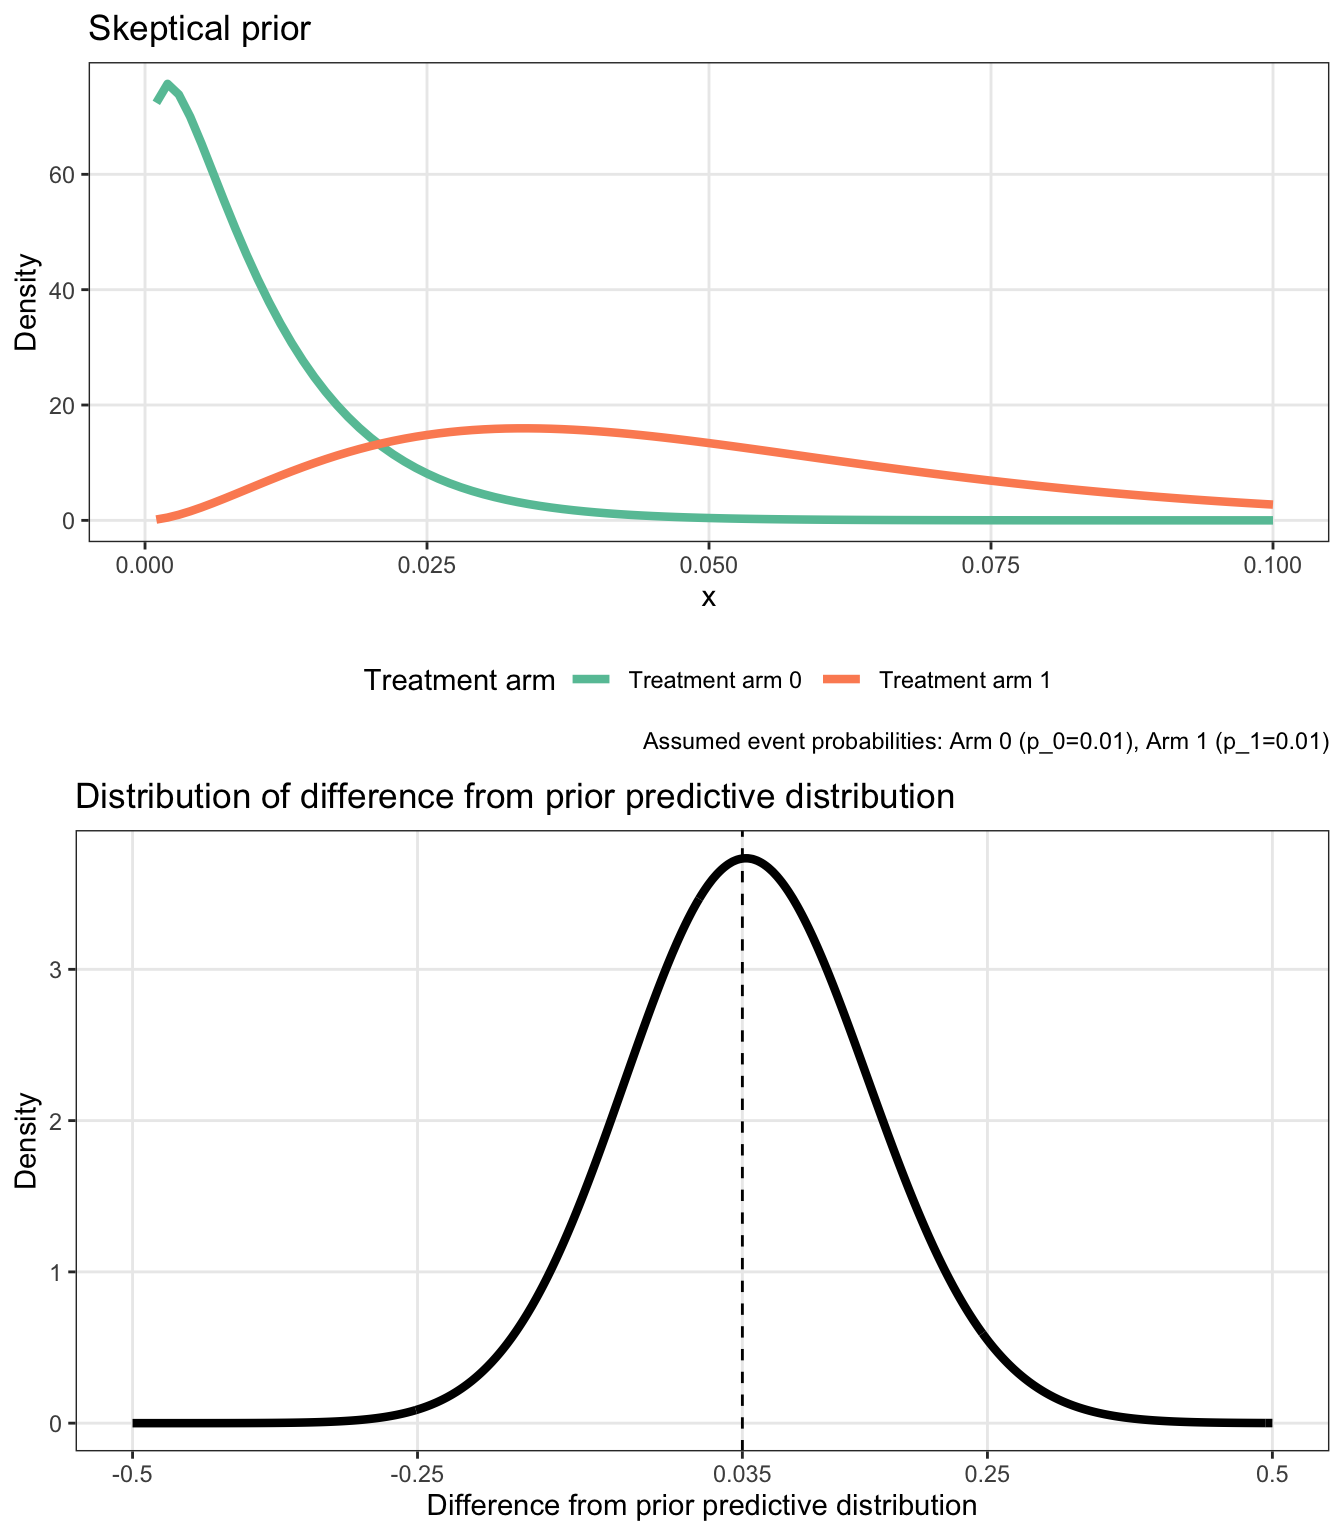 Skeptical prior
Density
60
40
20
0
0.000 0.025 0.050 0.075 0.100
x
Treatment arm Treatment arm 0 Treatment arm 1
Assumed event probabilities: Arm 0 (p_0=0.01), Arm 1 (p_1=0.01)
Distribution of difference from prior predictive distribution
Density
3
2
1
0
-0.5 -0.25 0.035 0.25 0.5
Difference from prior predictive distribution